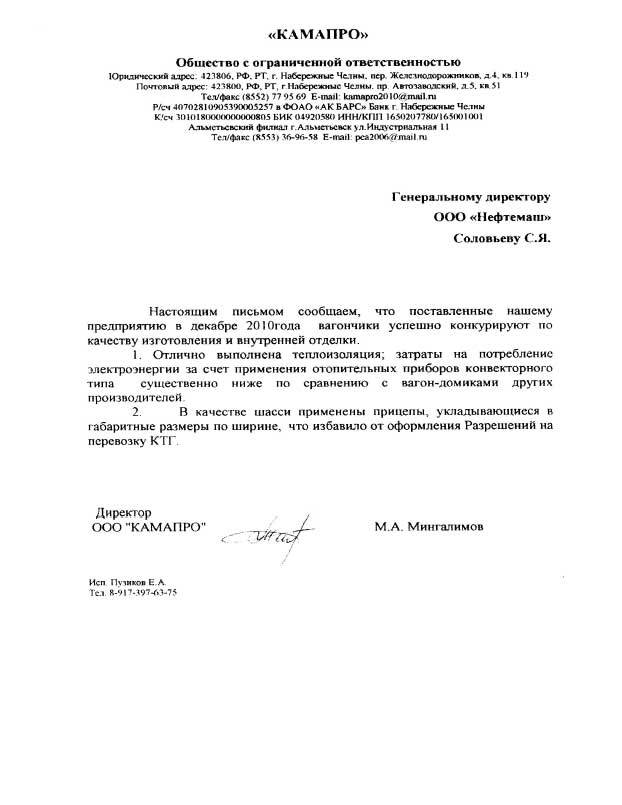 «КАМАПРО»
Общество с ограниченной ответственностью
Юридический адрес: 423806, РФ, РТ, г. Набережные Челны, пер. Железнодорожников, д.4, кв.119
Почтовый адрес: 423800, РФ, РТ, г.Набережные Челны. пр. Автозаводский, д.5, кв.51
Тел/факс (8552) 77 95 69 E-mail: kamapro2010@mail.ru
Р/сч 40702810905390005257 в ФОАО «АК БАРС» Банк г. Набережные Челны
К/сч 3010180000000000805 БИК 04920580 ИНН/КПП 1650207780/165001001
Альметьевский филиал г.Альметьевск ул.Индустриальная 11
Тел/факс (8553) 36-96-58 E-mail: pea2006@mail.ru
Генеральному директору
ООО «Нефтемаш»
Соловьеву С.Я.
Настоящим письмом сообщаем, что поставленные нашему
предприятию в декабре 2010года вагончики успешно конкурируют по
качеству изготовления и внутренней отделки.
1. Отлично выполнена теплоизоляция; затраты на потребление
электроэнергии за счет применения отопительных приборов конвекторного
типа существенно ниже по сравнению с вагон-домиками других
производителей.
2. В качестве шасси применены прицепы, укладывающиеся в
габаритные размеры по ширине, что избавило от оформления Разрешений на
перевозку КТГ.
Директор
ООО "КАМАПРО" М.А. Мингалимов
Исп. Пузиков Е.А.
Тел. 8-917-397-63-75